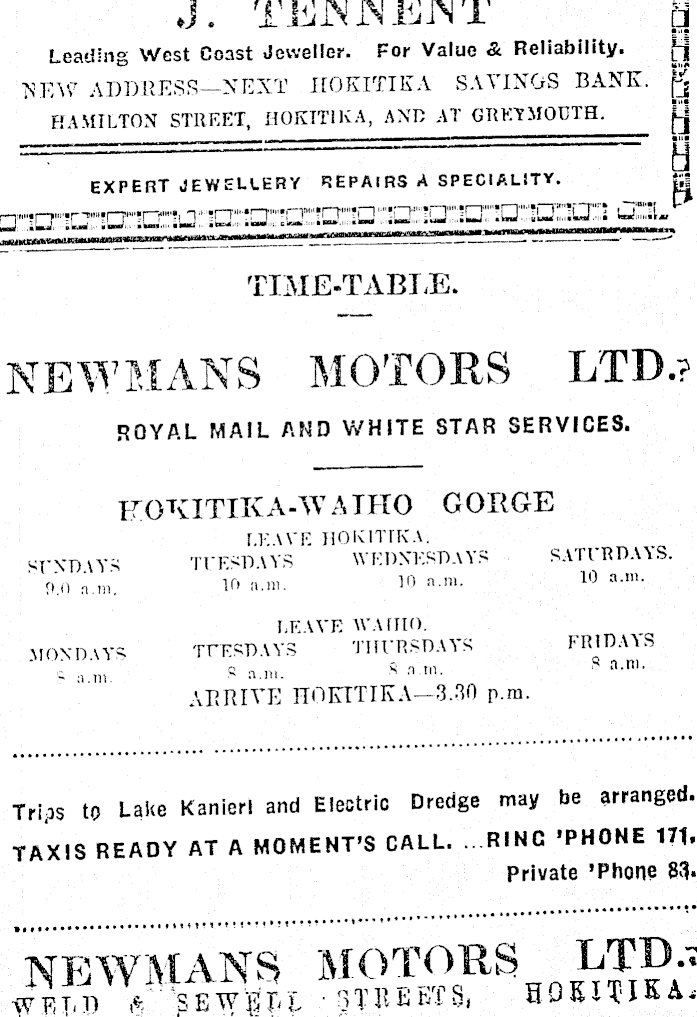 J. TENNENT
Leading West Coast Jeweller. For Value & Reliability.
NEW ADDRESS—NEXT HOKITIKA SAVINGS BANK.
HAMILTON STREET, HOKITIKA, AND AT GREYMOUTH.
EXPERT JEWELLERY REPAIRS A SPECIALITY.
TIME-TABLE.
NEWMANS MOTORS LTD.,
ROYAL MAIL AND WHITE STAR SERVICES.
HOKITIKA-WAIHO GORGE
LEAVE HOKITIKA.
SUNDAYS TUESDAYS WEDNESDAYS SATURDAYS.
9.0 a.m. 10 a.m. 10 a.m. 10 a.m.
LEAVE WAIHO.
MONDAYS TUESDAYS THURSDAYS FRIDAYS
8 a.m. 8 a.m. 8 a.m. 8 a.m.
ARRIVE HOKITIKA—3.30 p.m.
Trips to Lake Kanieri and Electric Dredge may be arranged.
TAXIS READY AT A MOMENT'S CALL. ...RING 'PHONE 171.
Private 'Phone 83.
NEWMANS MOTORS LTD.,
WELD & SEWELL STREETS, HOKITIKA.